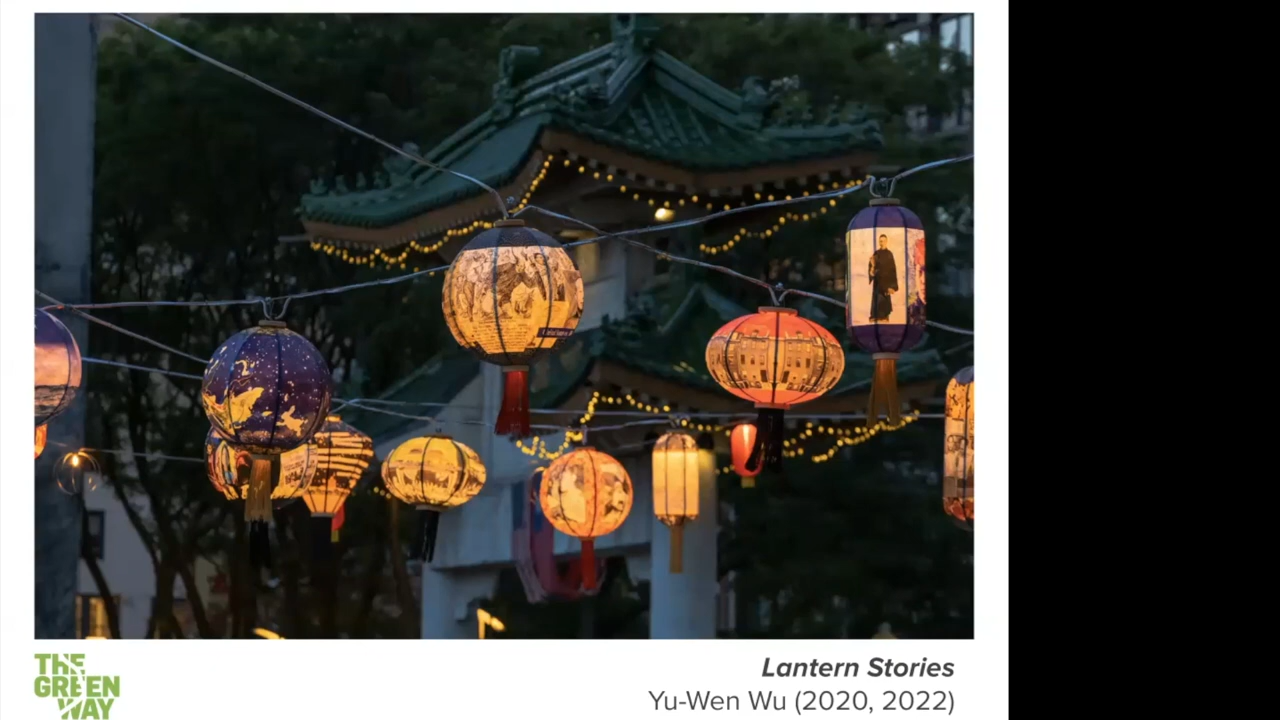 THE
GREEN
WAY
Lantern Stories
Yu-Wen Wu (2020, 2022)